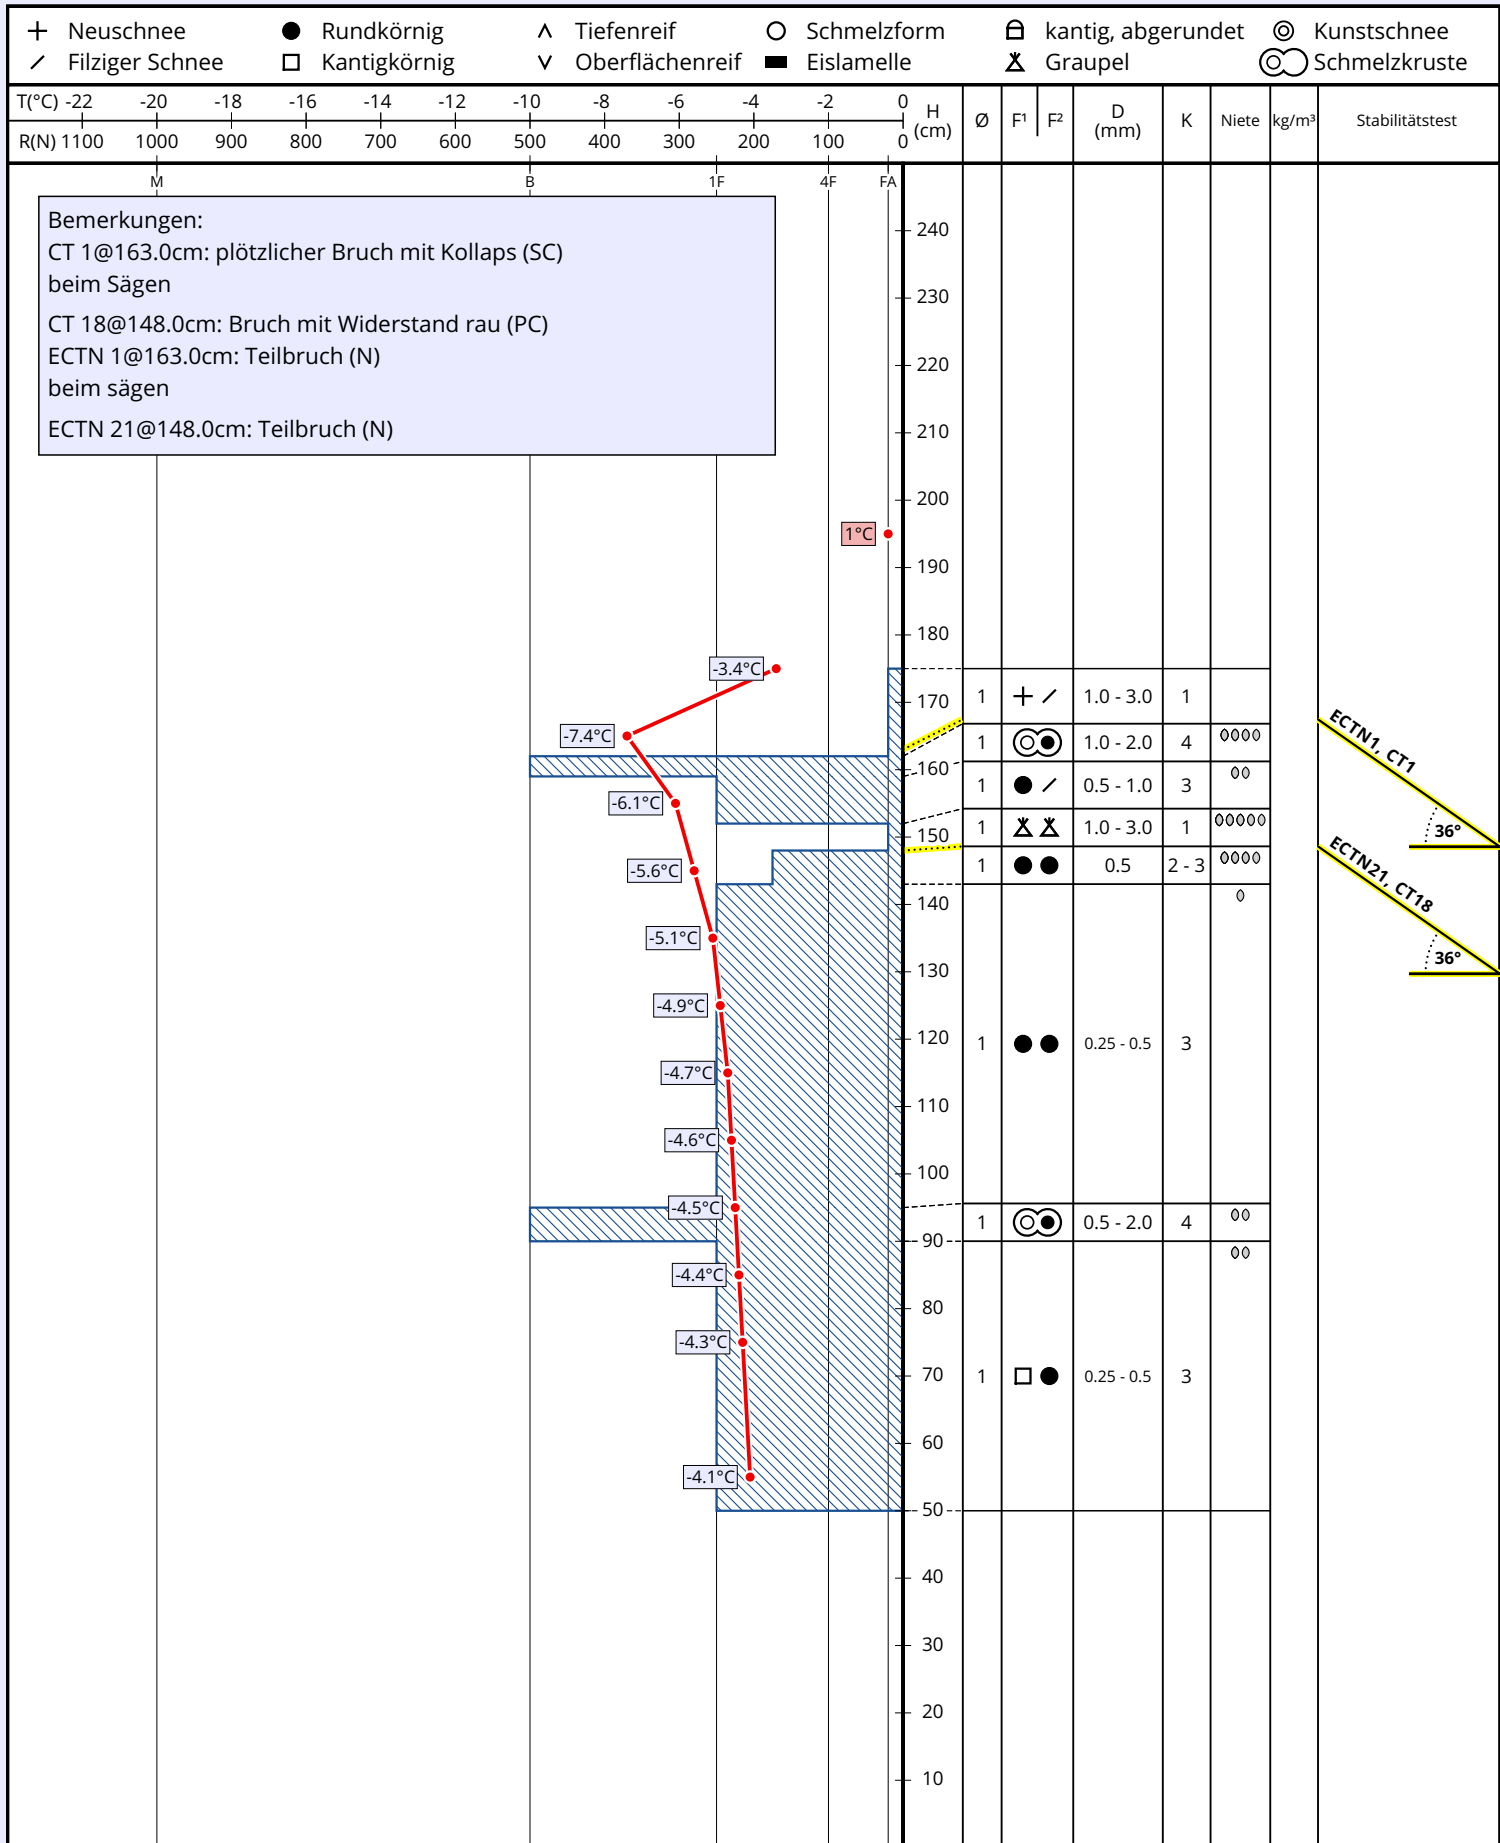 Neuschnee Rundkörnig Tiefenreif Schmelzform kantig, abgerundet Kunstschnee
Filziger Schnee Kantigkörnig Oberflächenreif Eislamelle Graupel Schmelzkruste
T(°C) -22 -20 -18 -16 -14 -12 -10 -8 -6 -4 -2 0
R(N) 1100 1000 900 800 700 600 500 400 300 200 100 0
H (cm) Ø F¹ F² D (mm) K Niete kg/m³ Stabilitätstest
M B 1F 4F FA
Bemerkungen:
CT 1@163.0cm: plötzlicher Bruch mit Kollaps (SC)
beim Sägen
CT 18@148.0cm: Bruch mit Widerstand rau (PC)
ECTN 1@163.0cm: Teilbruch (N)
beim sägen
ECTN 21@148.0cm: Teilbruch (N)
240
230
220
210
200
1°C
190
180
-3.4°C
170 1 1.0 - 3.0 1
-7.4°C 1 1.0 - 2.0 4
ECTN1, CT1
160
1 0.5 - 1.0 3
-6.1°C
150 1 1.0 - 3.0 1
36°
-5.6°C 1 0.5 2 - 3
ECTN21, CT18
140
-5.1°C
36°
130
-4.9°C
120
1 0.25 - 0.5 3
-4.7°C
110
-4.6°C
100
-4.5°C
1 0.5 - 2.0 4
90
-4.4°C
80
-4.3°C
70 1 0.25 - 0.5 3
60
-4.1°C
50
40
30
20
10